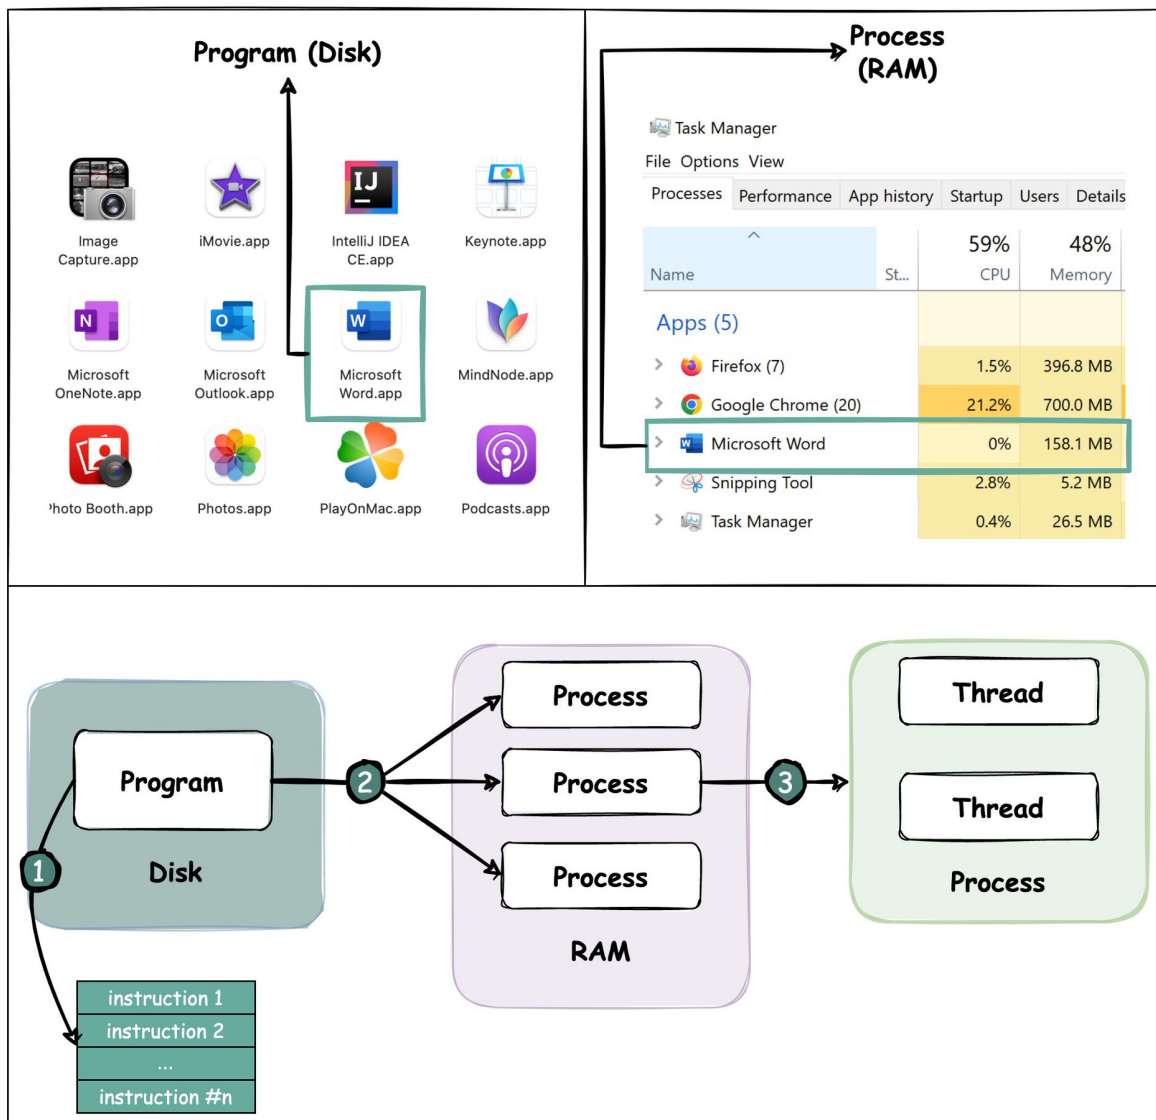 Program (Disk)
Image
Capture.app
iMovie.app
IJ
IntelliJ IDEA
CE.app
Keynote.app
N
Microsoft
OneNote.app
O
Microsoft
Outlook.app
W
Microsoft
Word.app
MindNode.app
Photo Booth.app
Photos.app
PlayOnMac.app
Podcasts.app
Process
(RAM)
Task Manager
File Options View
Processes Performance App history Startup Users Details
59% 48%
Name St... CPU Memory
Apps (5)
Firefox (7) 1.5% 396.8 MB
Google Chrome (20) 21.2% 700.0 MB
W Microsoft Word 0% 158.1 MB
Snipping Tool 2.8% 5.2 MB
Task Manager 0.4% 26.5 MB
Program
Disk
1
instruction 1
instruction 2
...
instruction #n
2
Process
Process
Process
RAM
3
Thread
Thread
Process